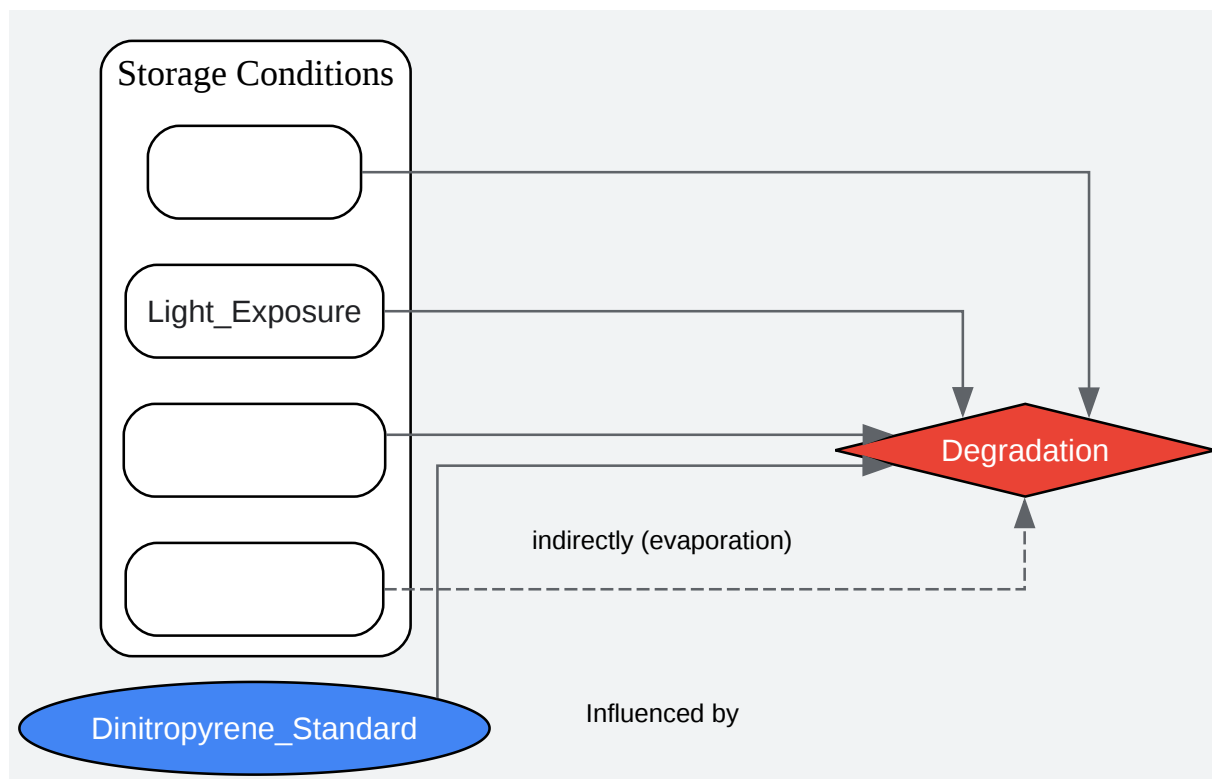 Storage Conditions
Light_Exposure
Degradation
indirectly (evaporation)
Influenced by
Dinitropyrene_Standard